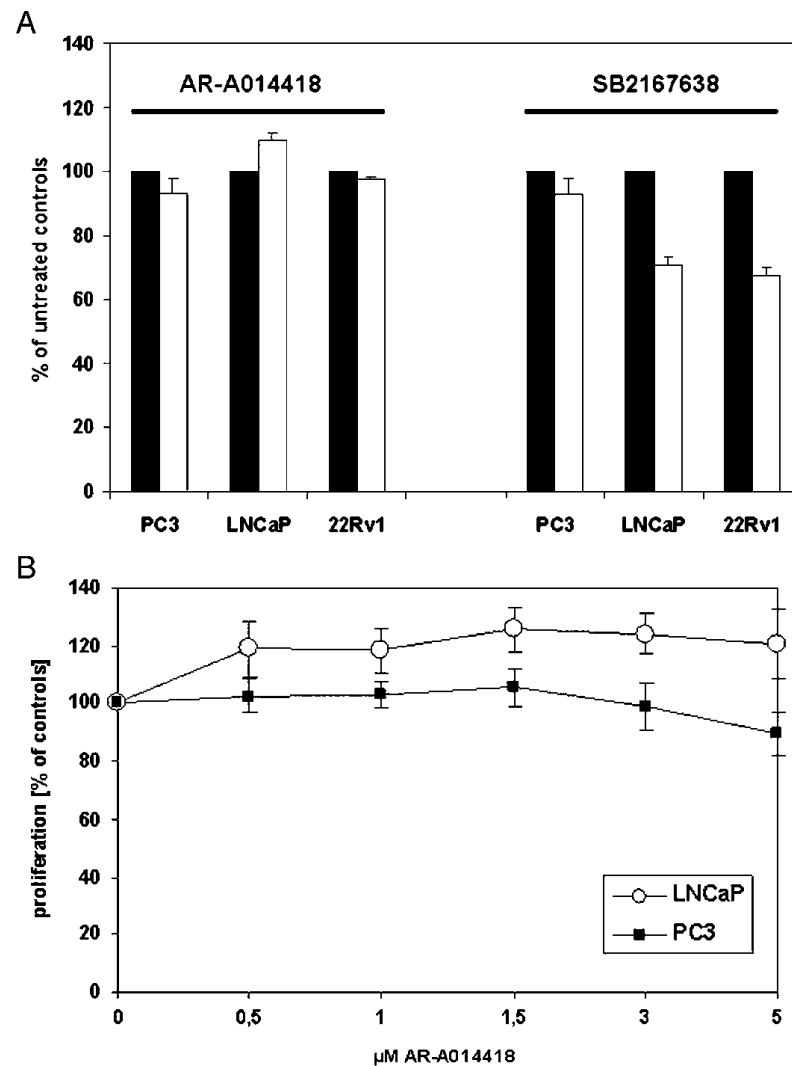 A
140
120
100
80
60
40
20
0
% of untreated controls
AR-A014418
SB2167638
PC3
LNCaP
22Rv1
PC3
LNCaP
22Rv1
B
140
120
100
80
60
40
20
0
proliferation [% of controls]
LNCaP
PC3
0
0,5
1
1,5
3
5
µM AR-A014418